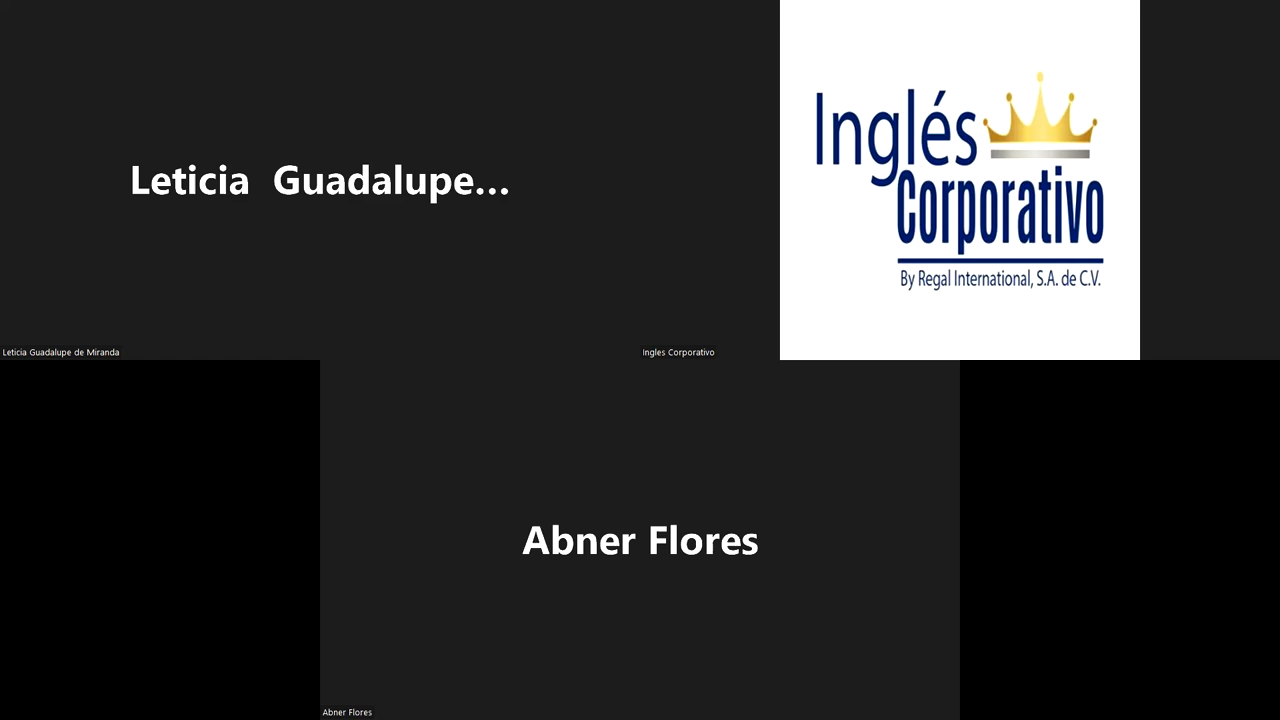 Leticia Guadalupe...
Leticia Guadalupe de Miranda
Inglés
Corporativo
By Regal International, S.A. de C.V.
Ingles Corporativo
Abner Flores
Abner Flores